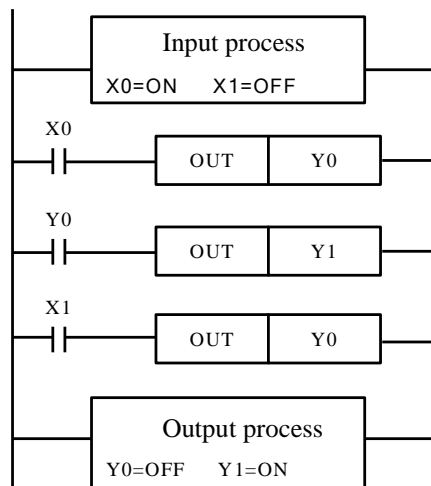 Input process
X0=ON X1=OFF
X0
OUT Y0
Y0
OUT Y1
X1
OUT Y0
Output process
Y0=OFF Y1=ON